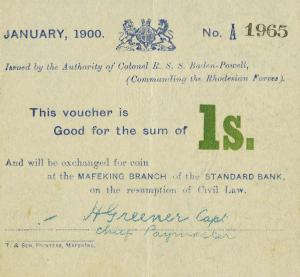 JANUARY, 1900. No. A 1965
Issued by the Authority of Colonel R. S. S. Baden-Powell,
(Commanding the Rhodesian Forces).
This voucher is
Good for the sum of 1s.
And will be exchanged for coin
at the MAFEKING BRANCH of the STANDARD BANK,
on the resumption of Civil Law.
H Greener Capt
Chief Paymaster
T. & SON, PRINTERS, MAFEKING.